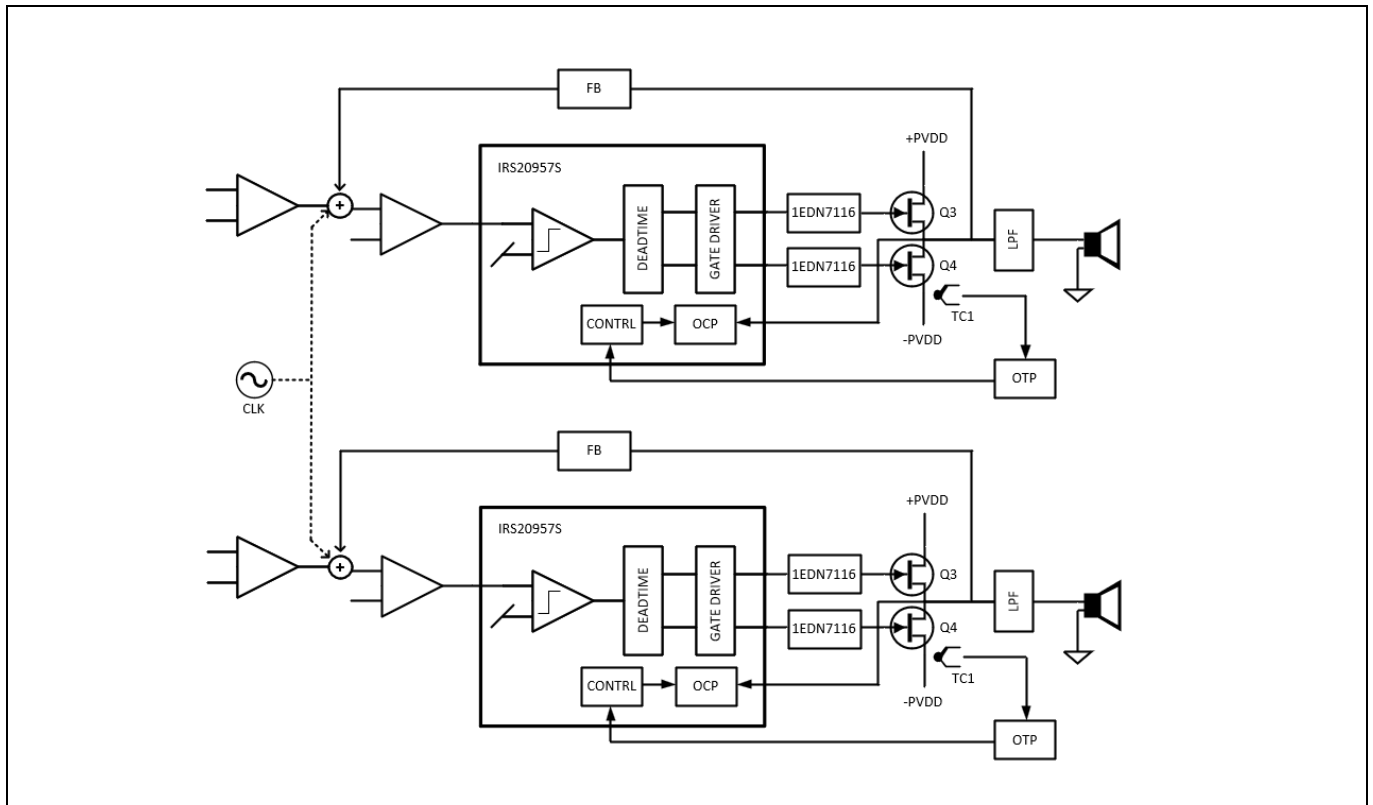 FB
+PVDD
IRS20957S
DEADTIME
GATE DRIVER
1EDN7116
Q3
LPF
1EDN7116
Q4
CONTRL
OCP
TC1
-PVDD
OTP
CLK
FB
+PVDD
IRS20957S
DEADTIME
GATE DRIVER
1EDN7116
Q3
LPF
1EDN7116
Q4
CONTRL
OCP
TC1
-PVDD
OTP